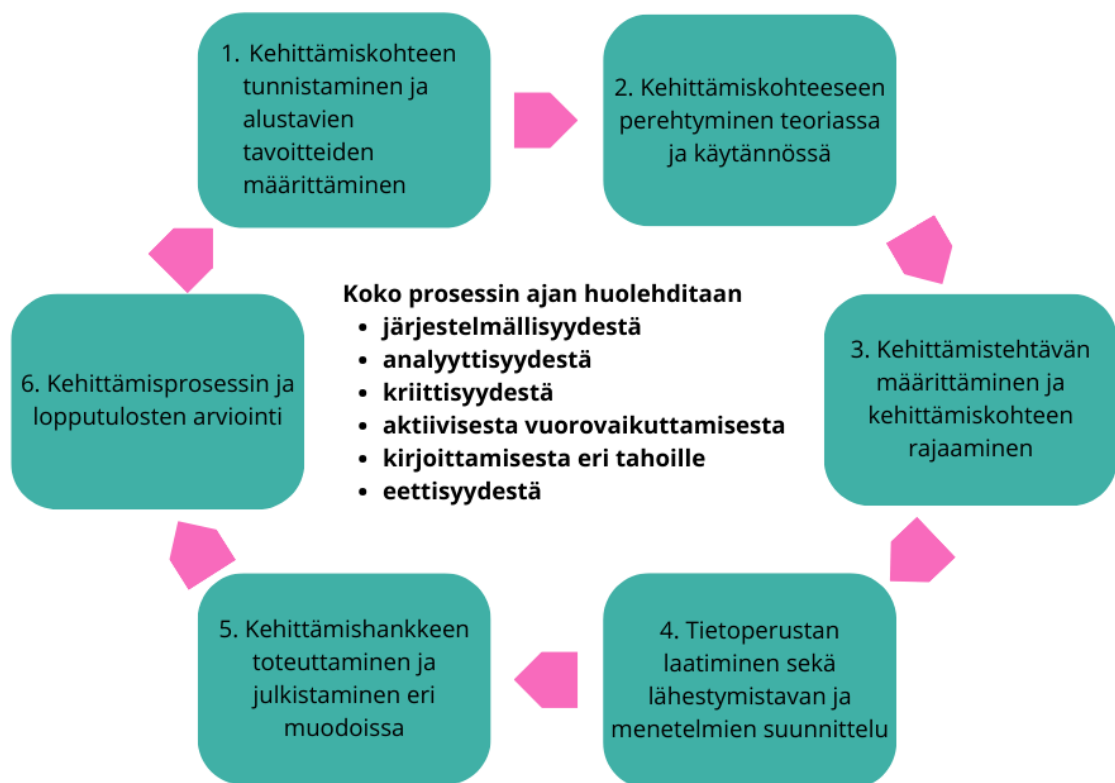 1. Kehittämiskohteen
tunnistaminen ja
alustavien
tavoitteiden
määrittäminen
2. Kehittämiskohteeseen
perehtyminen teoriassa
ja käytännössä
3. Kehittämistehtävän
määrittäminen ja
kehittämiskohteen
rajaaminen
4. Tietoperustan
laatiminen sekä
lähestymistavan ja
menetelmien suunnittelu
5. Kehittämishankkeen
toteuttaminen ja
julkistaminen eri
muodoissa
6. Kehittämisprosessin ja
lopputulosten arviointi
Koko prosessin ajan huolehditaan
• järjestelmällisyydestä
• analyyttisyydestä
• kriittisyydestä
• aktiivisesta vuorovaikuttamisesta
• kirjoittamisesta eri tahoille
• eettisyydestä